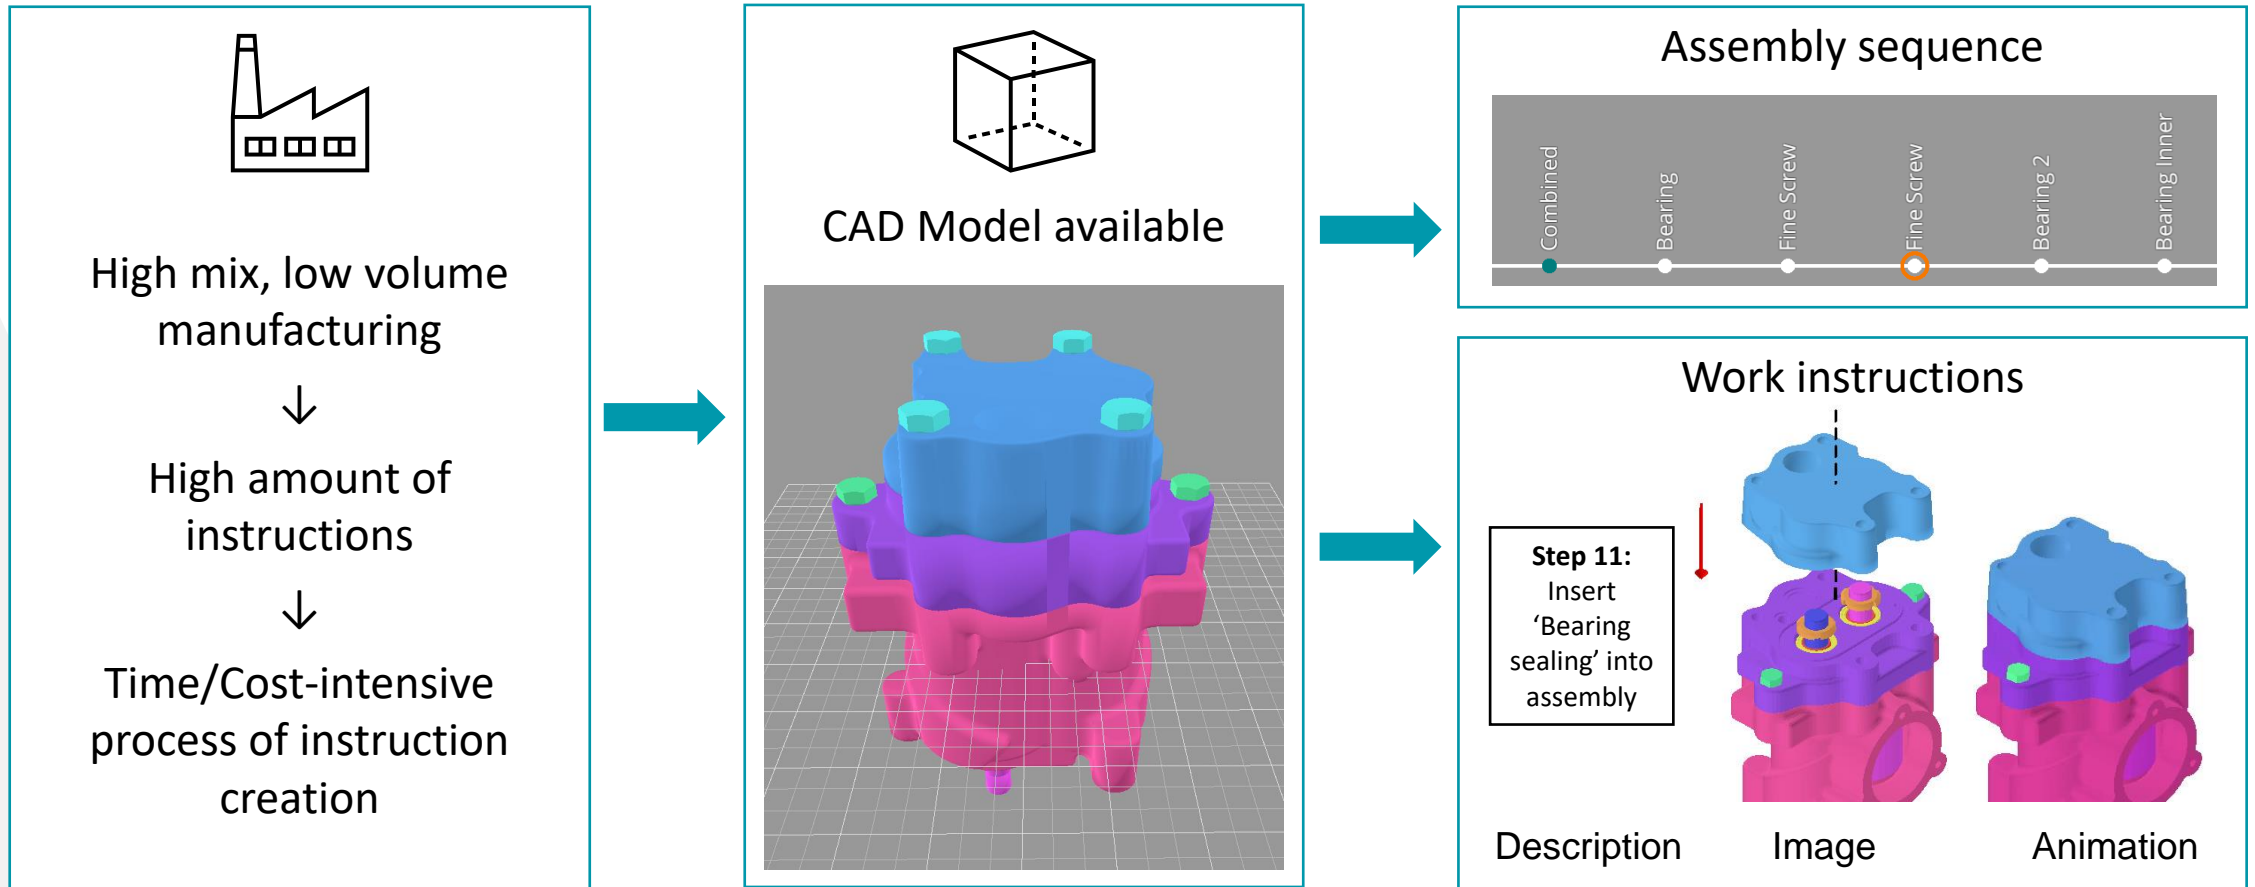 High mix, low volume
manufacturing
↓
High amount of
instructions
↓
Time/Cost-intensive
process of instruction
creation
CAD Model available
Assembly sequence
Combined
Bearing
Fine Screw
Fine Screw
Bearing 2
Bearing Inner
Work instructions
Step 11:
Insert
‘Bearing
sealing’ into
assembly
Description
Image
Animation